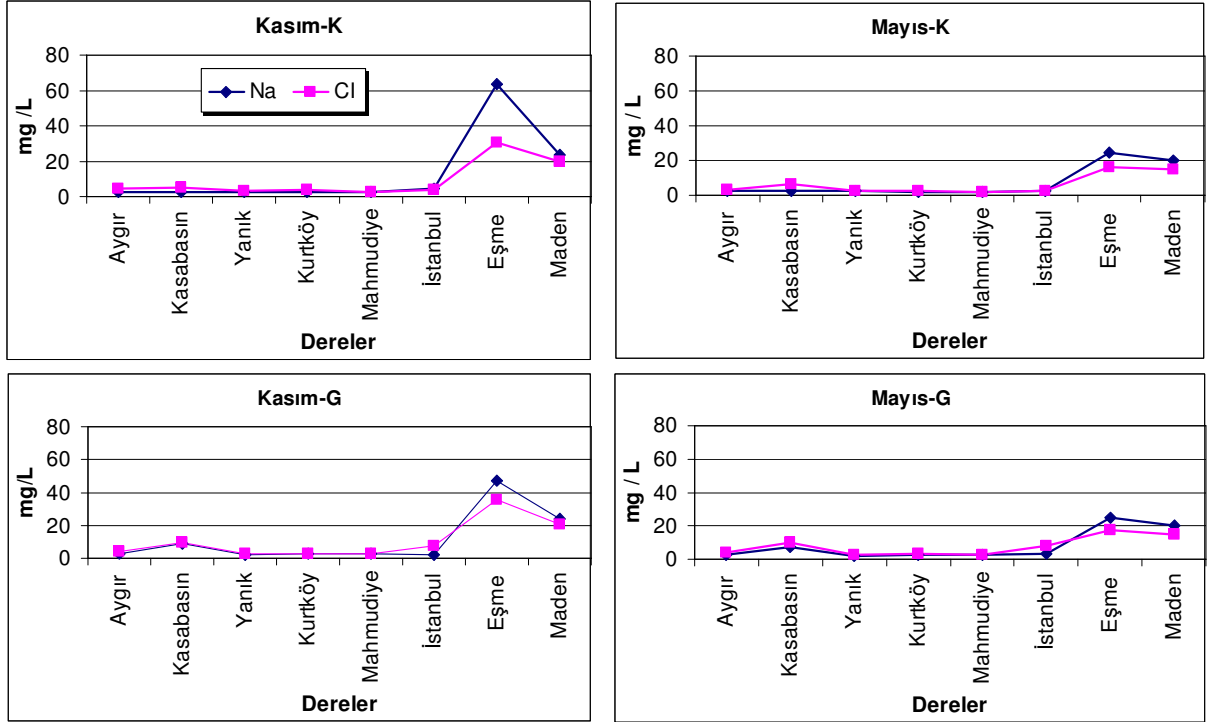 Kasım-K
80
60
40
20
0
mg /L
Na
Cl
Aygır
Kasabasın
Yanık
Kurtköy
Mahmudiye
İstanbul
Eşme
Maden
Dereler
Mayıs-K
80
60
40
20
0
mg / L
Aygır
Kasabasın
Yanık
Kurtköy
Mahmudiye
İstanbul
Eşme
Maden
Dereler
Kasım-G
80
60
40
20
0
mg/L
Aygır
Kasabasın
Yanık
Kurtköy
Mahmudiye
İstanbul
Eşme
Maden
Dereler
Mayıs-G
80
60
40
20
0
mg / L
Aygır
Kasabasın
Yanık
Kurtköy
Mahmudiye
İstanbul
Eşme
Maden
Dereler